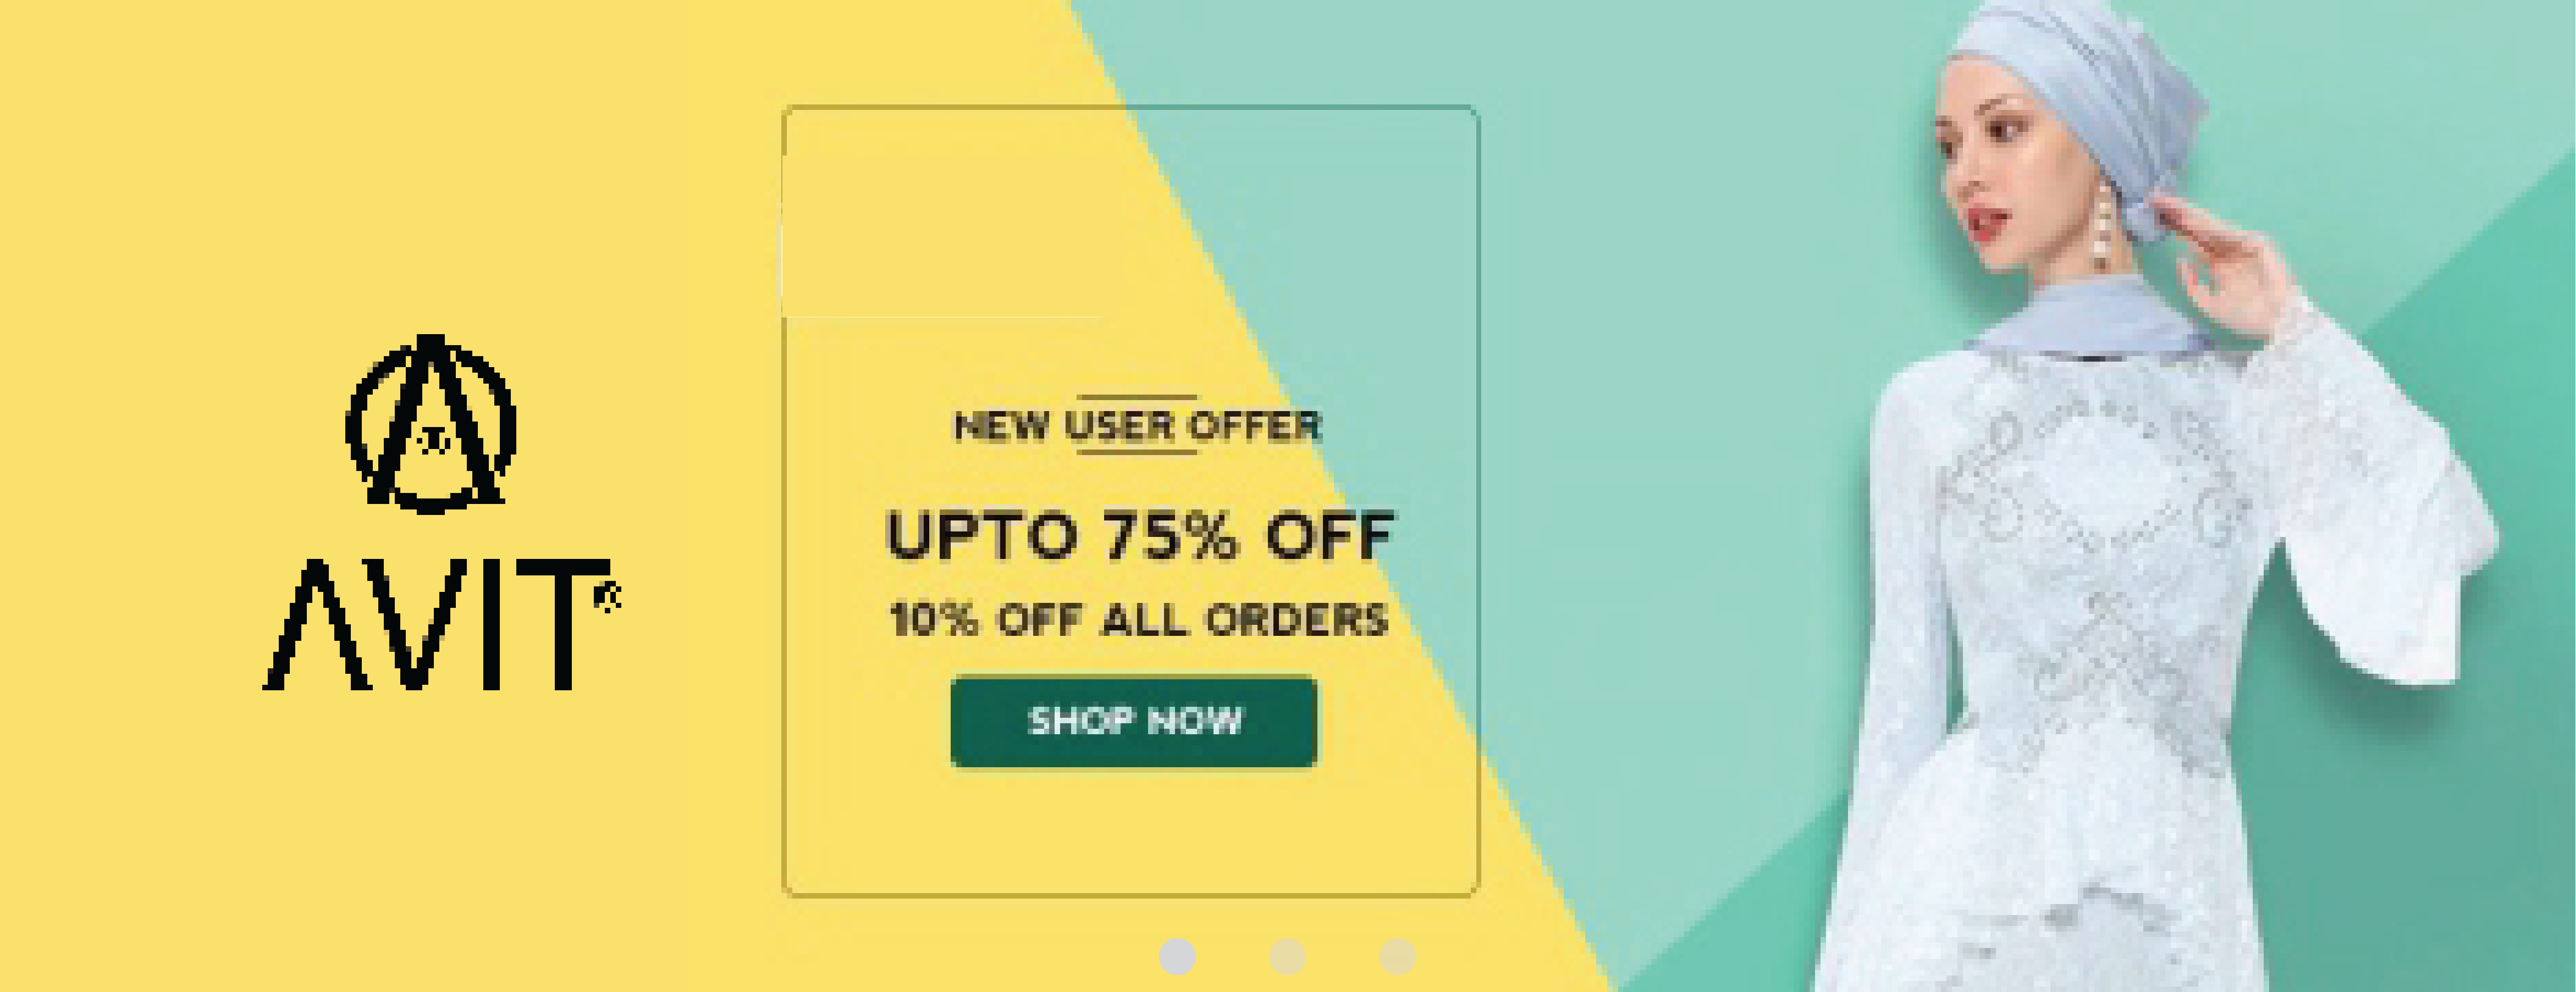 AVIT
NEW USER OFFER
UPTO 75% OFF
10% OFF ALL ORDERS
SHOP NOW